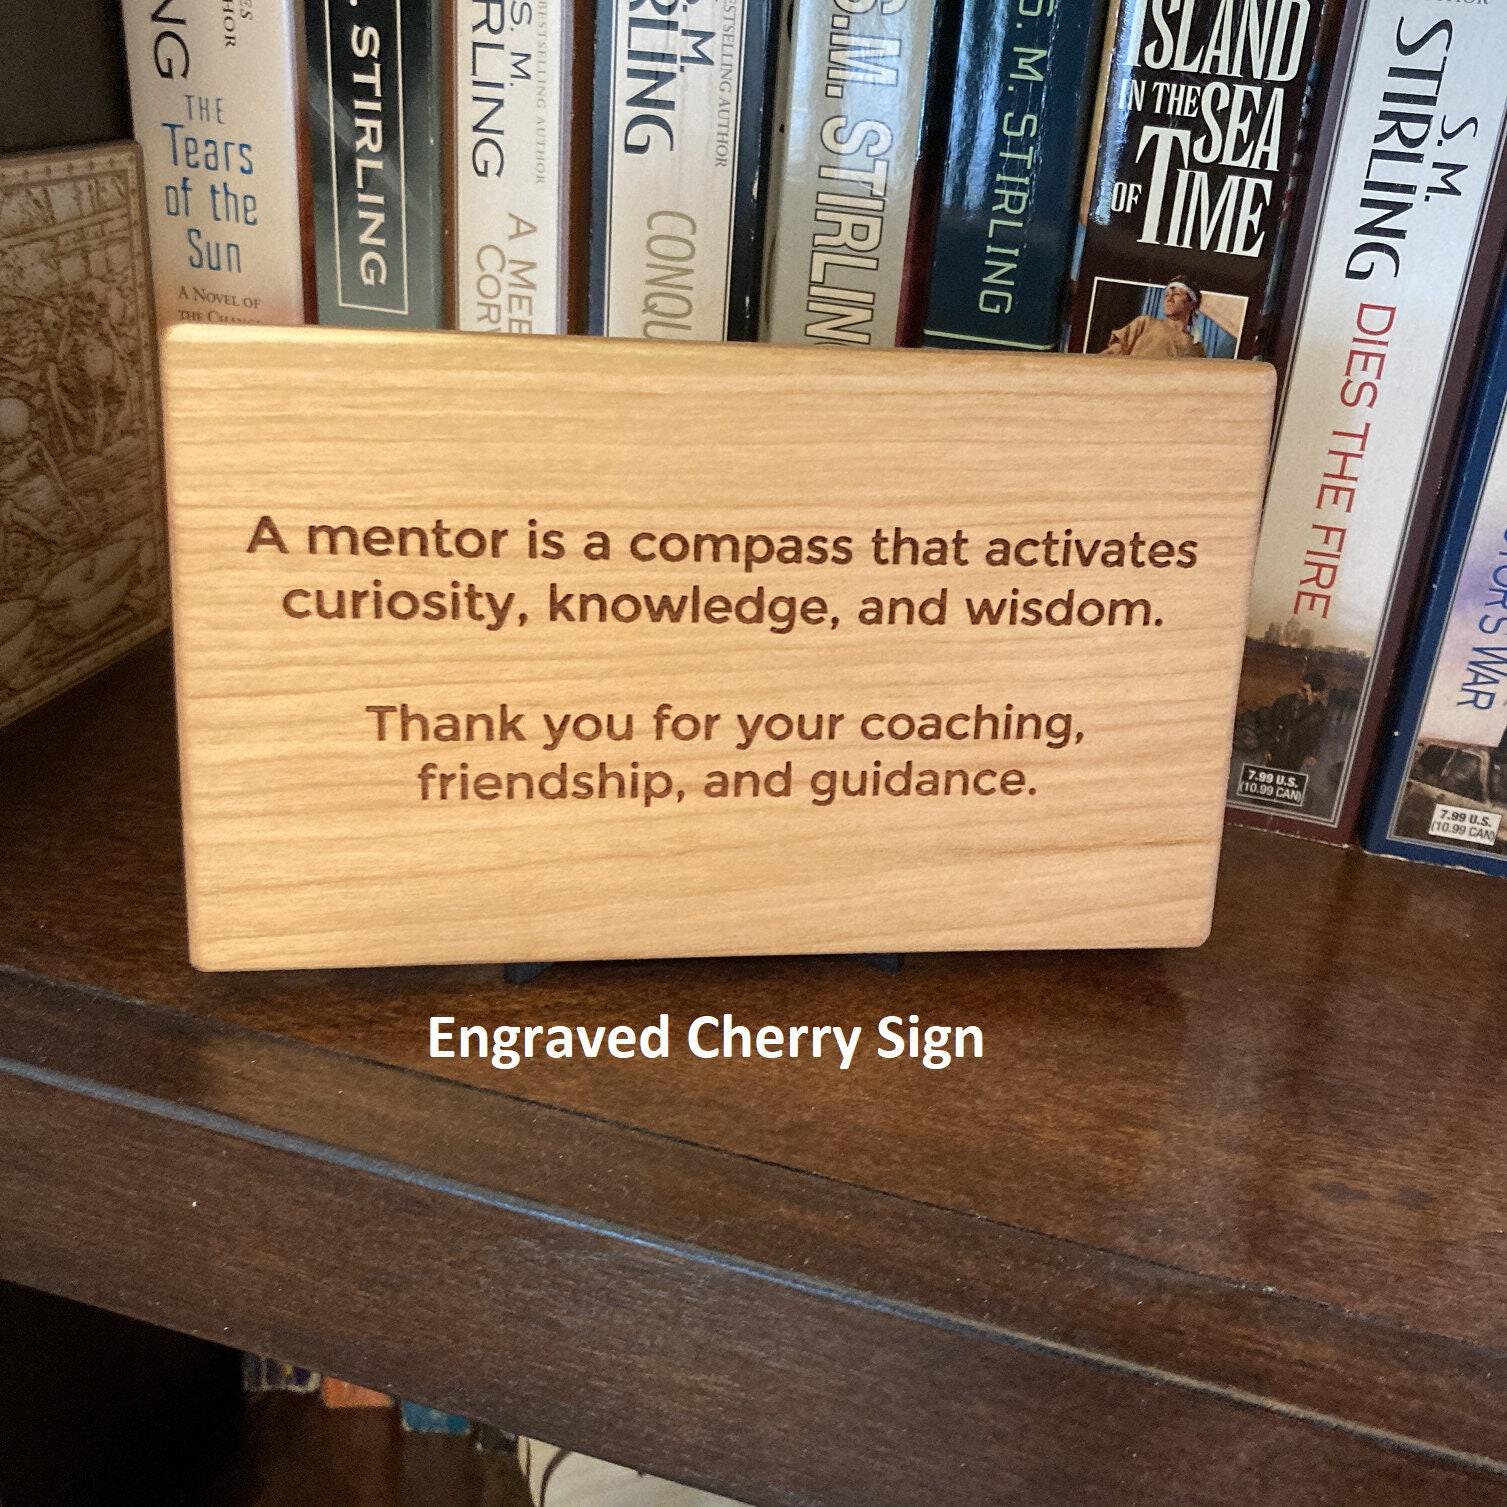 THE
Tears
of the
Sun
A NOVEL OF
STIRLING
S. M.
BESTSELLING AUTHOR
S.M. STIRLING
S. M. STIRLING
ISLAND
IN THE SEA
OF TIME
S.M.
STIRLING
DIES THE FIRE
7.99 U.S.
(10.99 CAN)
WAR
7.99 U.S.
(10.99 CAN)
A mentor is a compass that activates
curiosity, knowledge, and wisdom.
Thank you for your coaching,
friendship, and guidance.
Engraved Cherry Sign